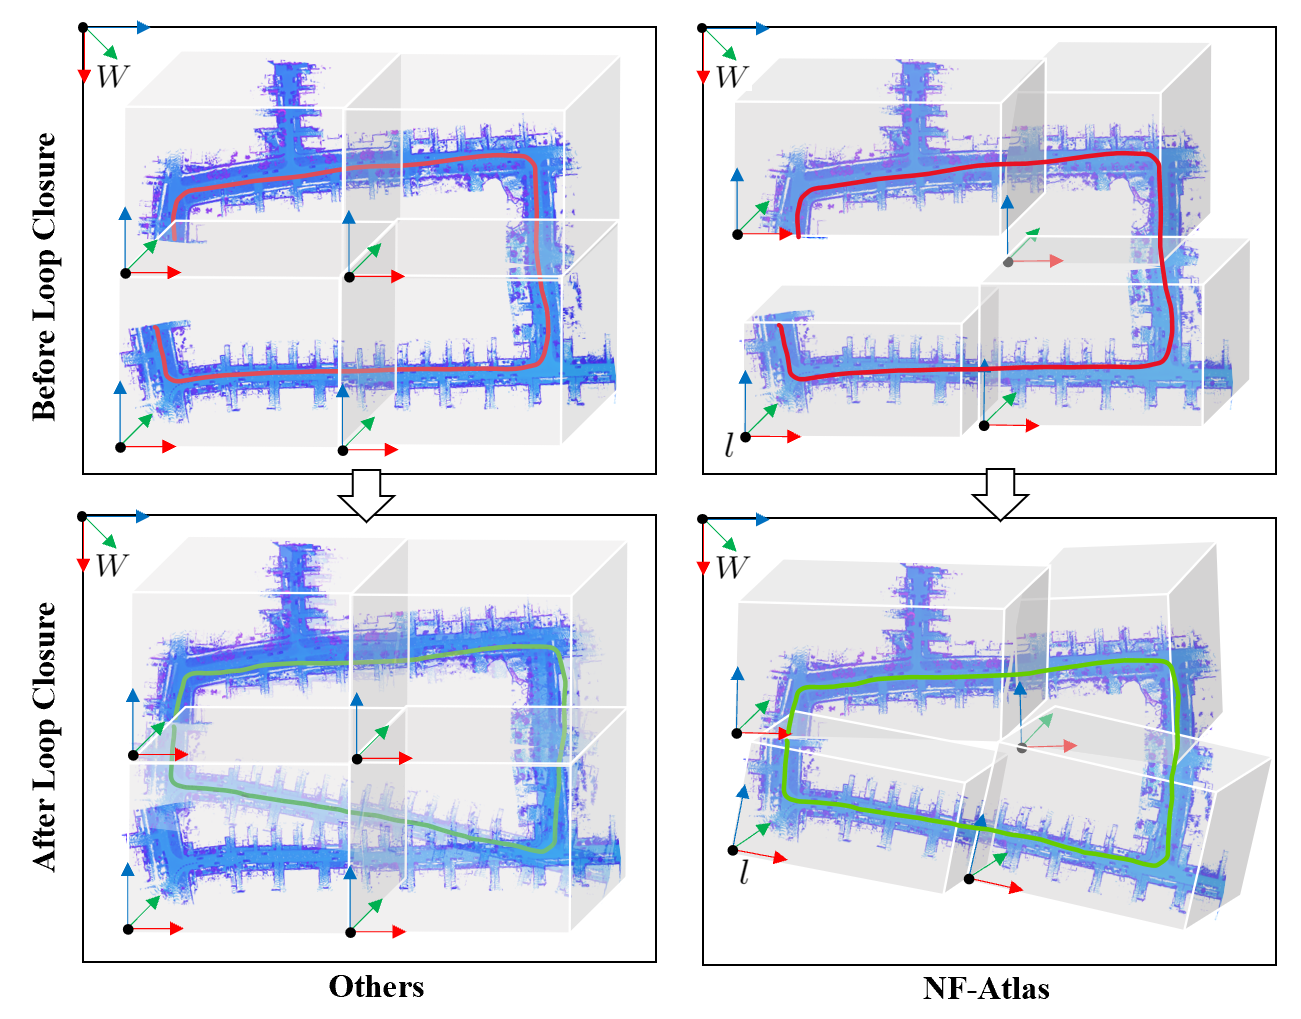 Before Loop Closure
W
W
l
After Loop Closure
W
W
l
Others
NF-Atlas